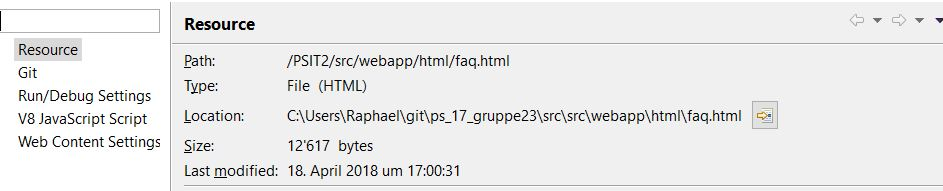 Resource
Git
Run/Debug Settings
V8 JavaScript Script
Web Content Settings
Resource
Path: /PSIT2/src/webapp/html/faq.html
Type: File (HTML)
Location: C:\Users\Raphael\git\ps_17_gruppe23\src\src\webapp\html\faq.html
Size: 12'617 bytes
Last modified: 18. April 2018 um 17:00:31